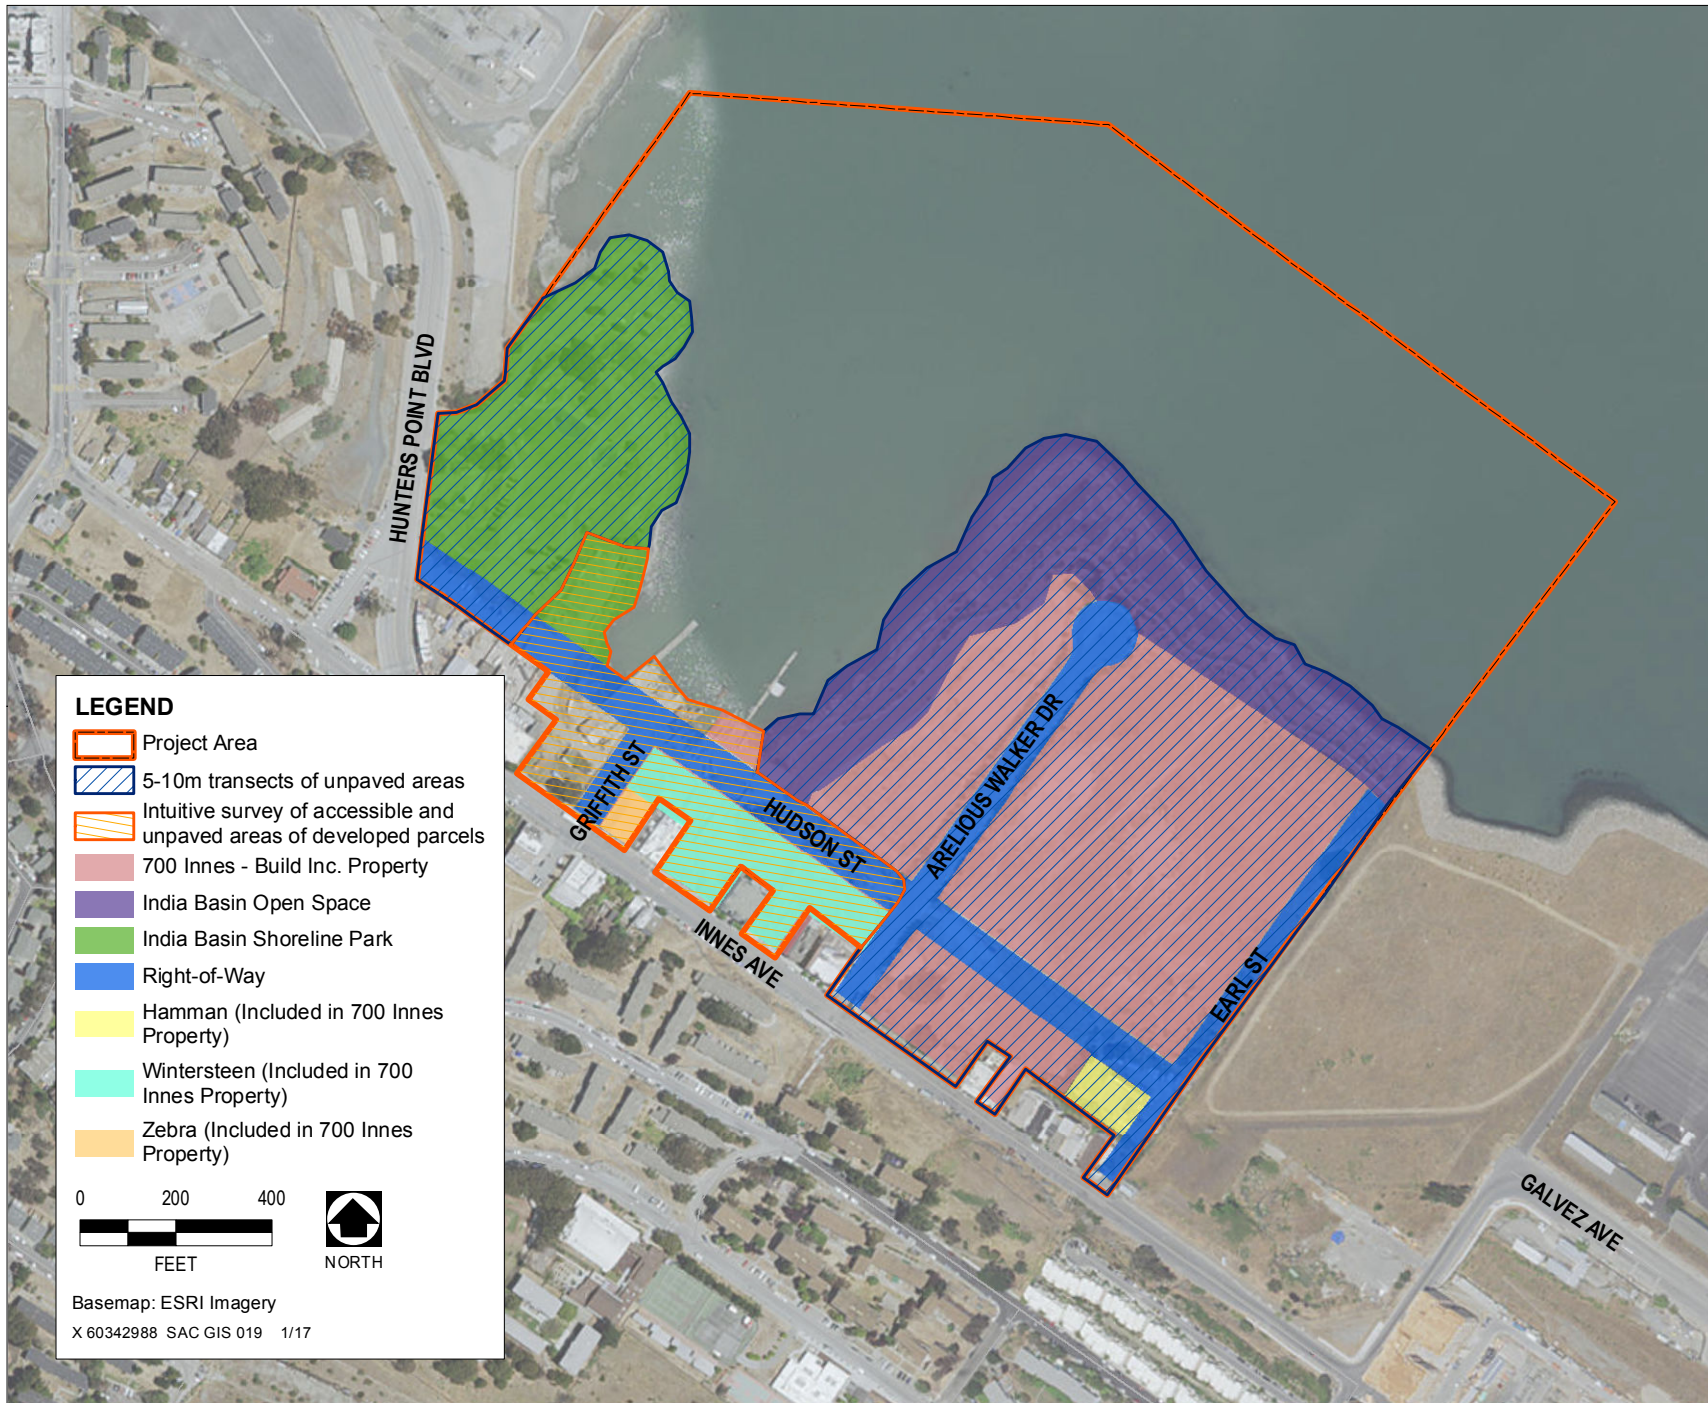 HUNTERS POINT BLVD
GRIFFITH ST
HUDSON ST
ARELIOUS WALKER DR
INNES AVE
EARL ST
GALVEZ AVE
LEGEND
Project Area
5-10m transects of unpaved areas
Intuitive survey of accessible and
unpaved areas of developed parcels
700 Innes - Build Inc. Property
India Basin Open Space
India Basin Shoreline Park
Right-of-Way
Hamman (Included in 700 Innes
Property)
Wintersteen (Included in 700
Innes Property)
Zebra (Included in 700 Innes
Property)
0 200 400
FEET
NORTH
Basemap: ESRI Imagery
X 60342988 SAC GIS 019 1/17